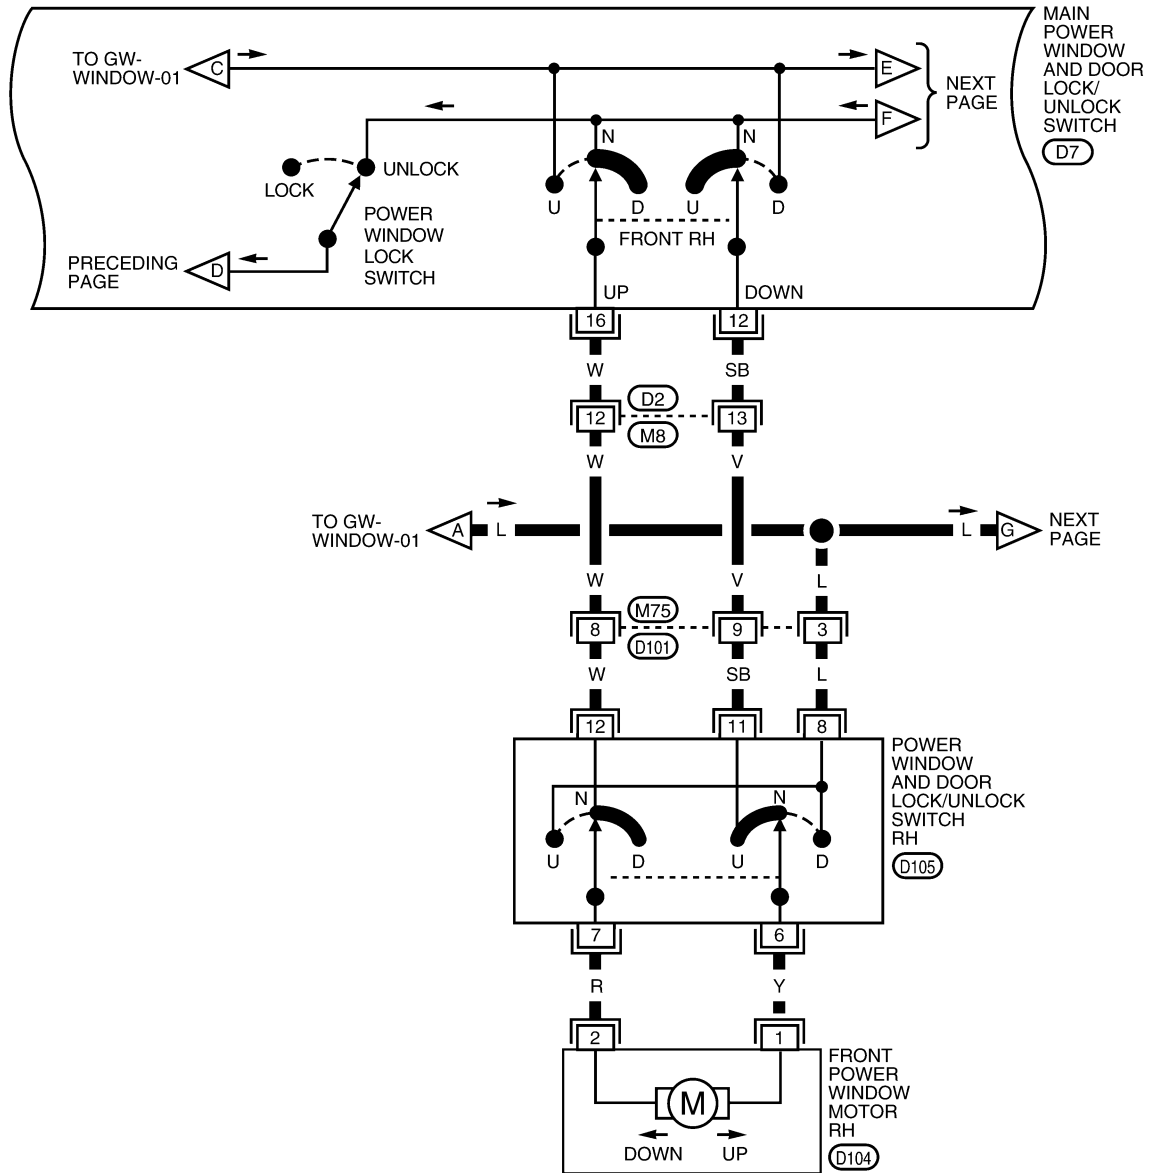 MAIN
POWER
WINDOW
AND DOOR
LOCK/
UNLOCK
SWITCH
D7
TO GW-
WINDOW-01
C
E
F
NEXT
PAGE
N
N
LOCK
UNLOCK
U
D
U
D
POWER
WINDOW
LOCK
SWITCH
FRONT RH
PRECEDING
PAGE
D
UP
DOWN
16
12
W
SB
D2
12
13
M8
W
V
TO GW-
WINDOW-01
A
L
L
G
NEXT
PAGE
W
V
L
M75
8
9
3
D101
W
SB
L
12
11
8
POWER
WINDOW
AND DOOR
LOCK/UNLOCK
SWITCH
RH
D105
N
N
U
D
U
D
7
6
R
Y
2
1
FRONT
POWER
WINDOW
MOTOR
RH
D104
M
DOWN
UP